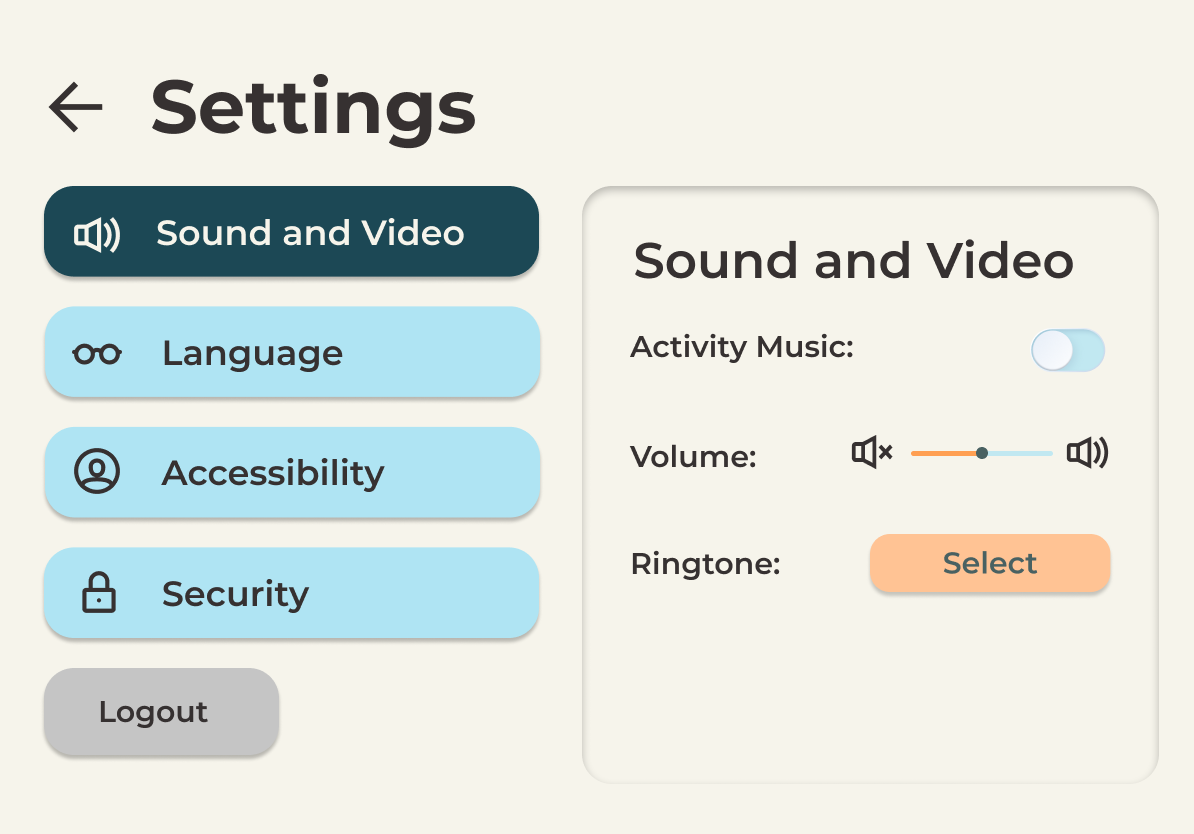 Settings
Sound and Video
Language
Accessibility
Security
Logout
Sound and Video
Activity Music:
Volume:
Ringtone:
Select